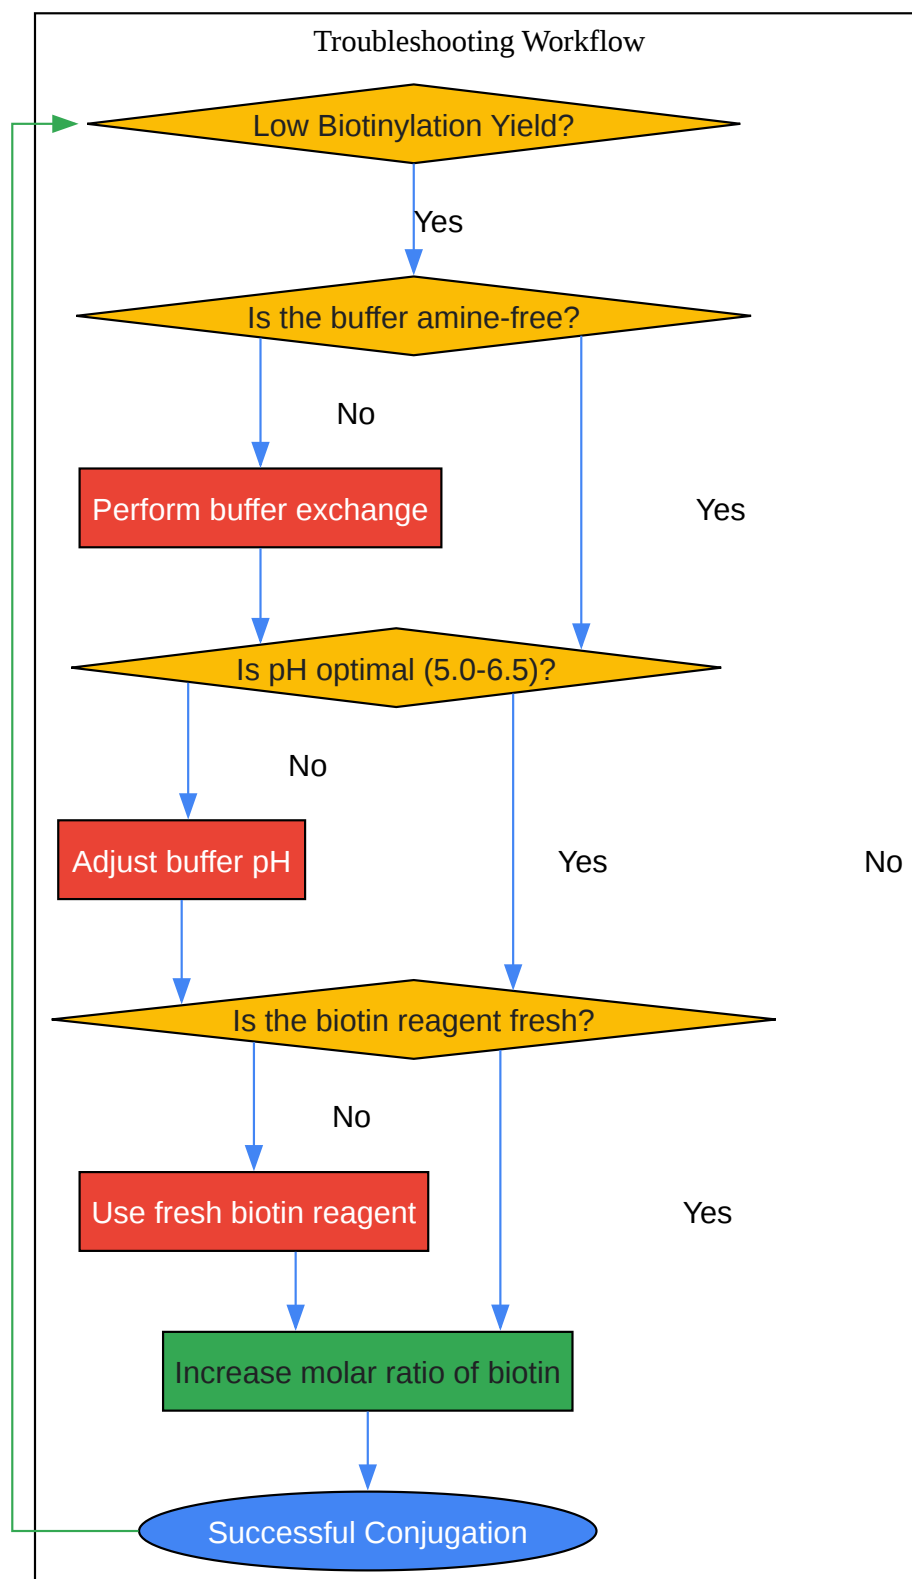 Troubleshooting Workflow
Low Biotinylation Yield?
Yes
Is the buffer amine-free?
No
Perform buffer exchange
Yes
Is pH optimal (5.0-6.5)?
No
Adjust buffer pH
Yes
No
Is the biotin reagent fresh?
No
Use fresh biotin reagent
Yes
Increase molar ratio of biotin
Successful Conjugation